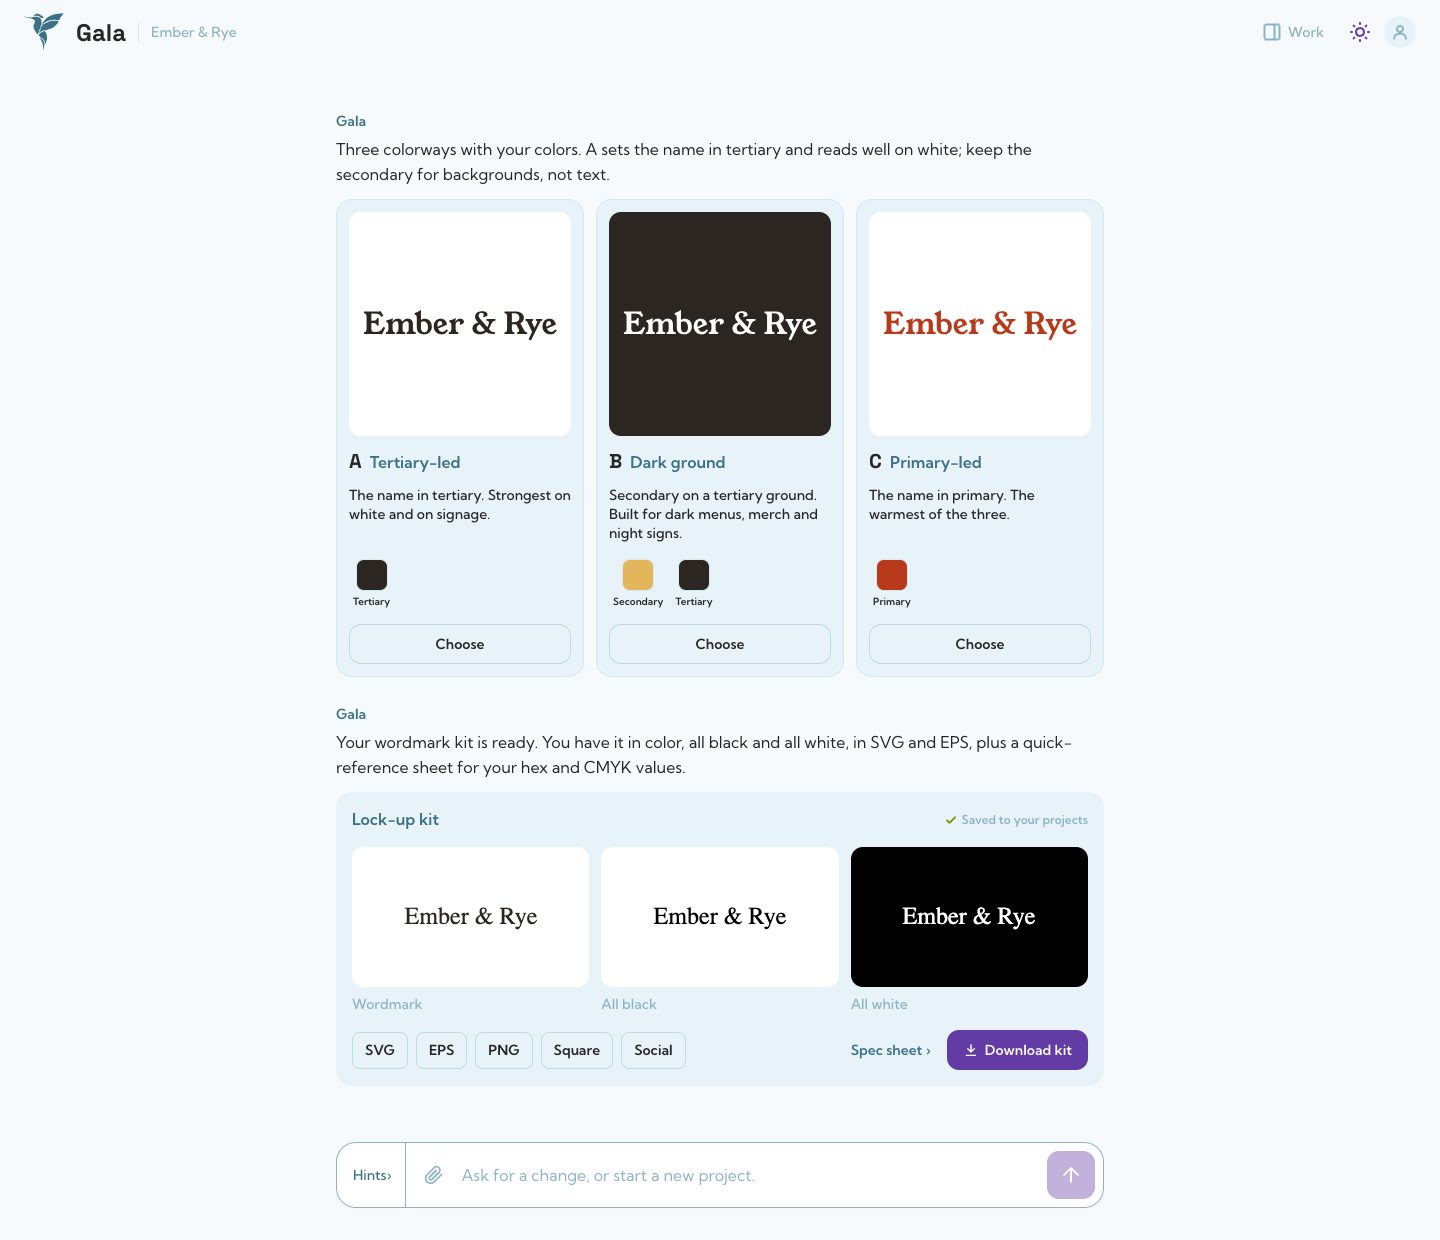 Gala
Ember & Rye
Work
Gala
Three colorways with your colors. A sets the name in tertiary and reads well on white; keep the
secondary for backgrounds, not text.
Ember & Rye
Ember & Rye
Ember & Rye
A Tertiary-led
The name in tertiary. Strongest on
white and on signage.
Tertiary
Choose
B Dark ground
Secondary on a tertiary ground.
Built for dark menus, merch and
night signs.
Secondary
Tertiary
Choose
C Primary-led
The name in primary. The
warmest of the three.
Primary
Choose
Gala
Your wordmark kit is ready. You have it in color, all black and all white, in SVG and EPS, plus a quick-
reference sheet for your hex and CMYK values.
Lock-up kit
Saved to your projects
Ember & Rye
Ember & Rye
Ember & Rye
Wordmark
All black
All white
SVG
EPS
PNG
Square
Social
Spec sheet ›
Download kit
Hints›
Ask for a change, or start a new project.